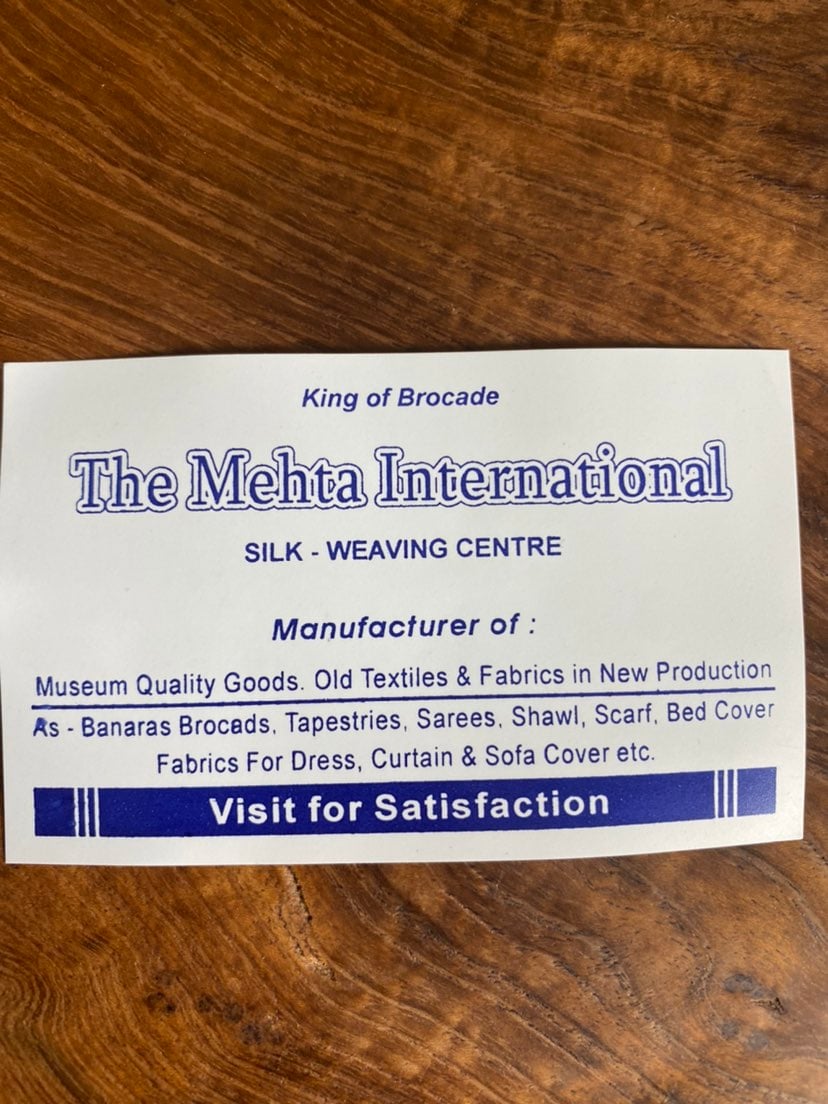 King of Brocade
The Mehta International
SILK - WEAVING CENTRE
Manufacturer of :
Museum Quality Goods. Old Textiles & Fabrics in New Production
As - Banaras Brocads, Tapestries, Sarees, Shawl, Scarf, Bed Cover
Fabrics For Dress, Curtain & Sofa Cover etc.
Visit for Satisfaction